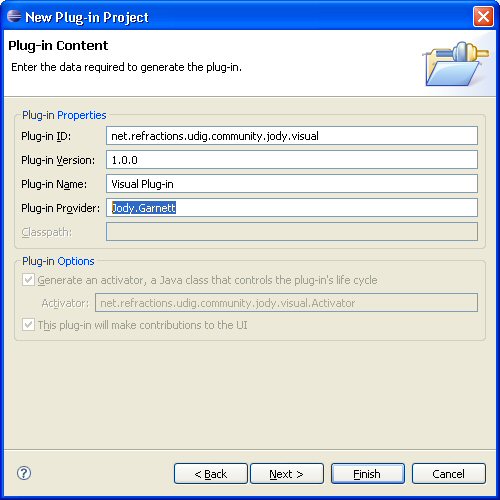 New Plug-in Project
Plug-in Content
Enter the data required to generate the plug-in.
Plug-in Properties
Plug-in ID: net.refractions.udig.community.jody.visual
Plug-in Version: 1.0.0
Plug-in Name: Visual Plug-in
Plug-in Provider: Jody.Garnett
Classpath:
Plug-in Options
Generate an activator, a Java class that controls the plug-in's life cycle
Activator: net.refractions.udig.community.jody.visual.Activator
This plug-in will make contributions to the UI
? < Back Next > Finish Cancel